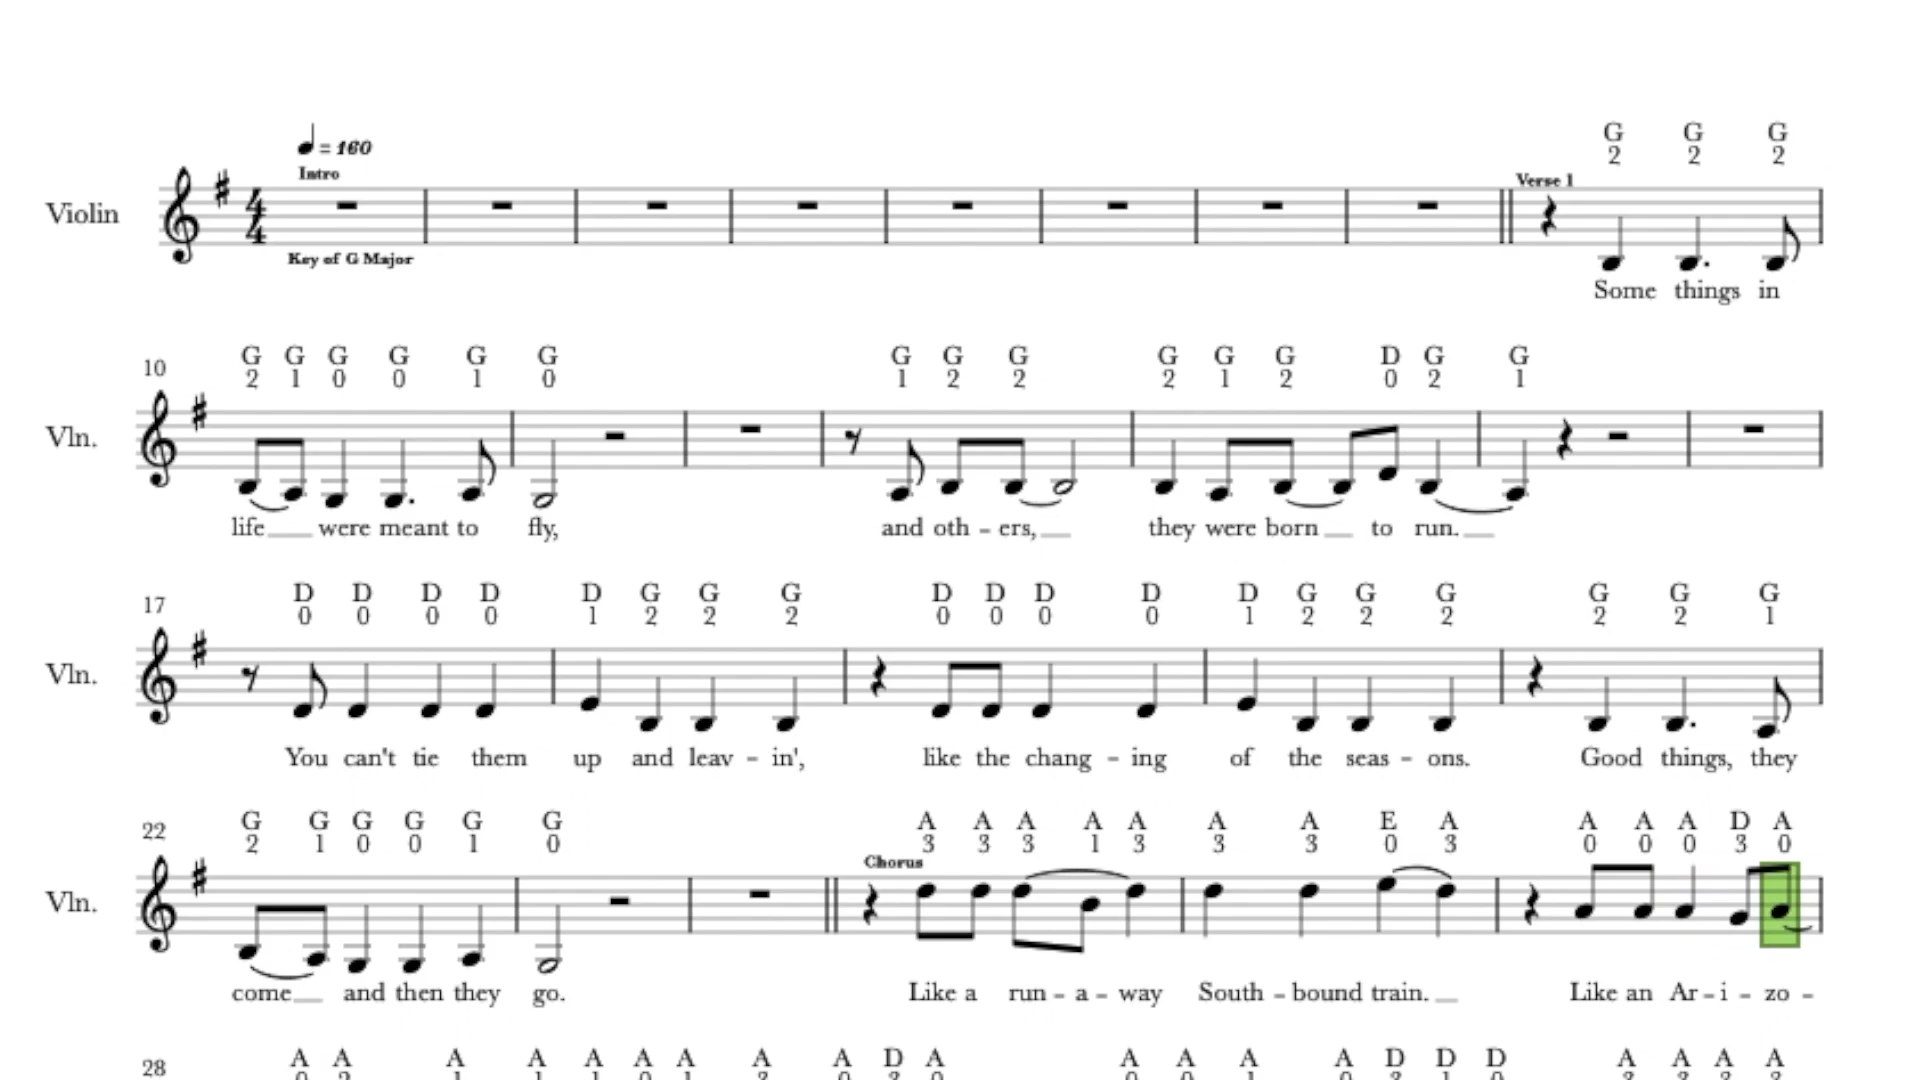 = 160
Intro
G G G
2 2 2
Verse 1
Violin
4
4
Key of G Major
Some things in
10
G G G G G G G G G G G G D G G
2 1 0 0 1 0 1 2 2 2 1 2 0 2 1
Vln.
life were meant to fly, and oth - ers, they were born to run.
17
D D D D D G G G D D D D D G G G G G G
0 0 0 0 1 2 2 2 0 0 0 0 1 2 2 2 2 2 1
Vln.
You can't tie them up and leav - in', like the chang - ing of the seas - ons. Good things, they
22
G G G G G G A A A A A A A E A A A A D A
2 1 0 0 1 0 3 3 3 1 3 3 3 0 3 0 0 0 3 0
Chorus
Vln.
come and then they go. Like a run - a - way South - bound train. Like an Ar - i - zo -
28
A A A A A A A A A D A A A A A D D D A A A A